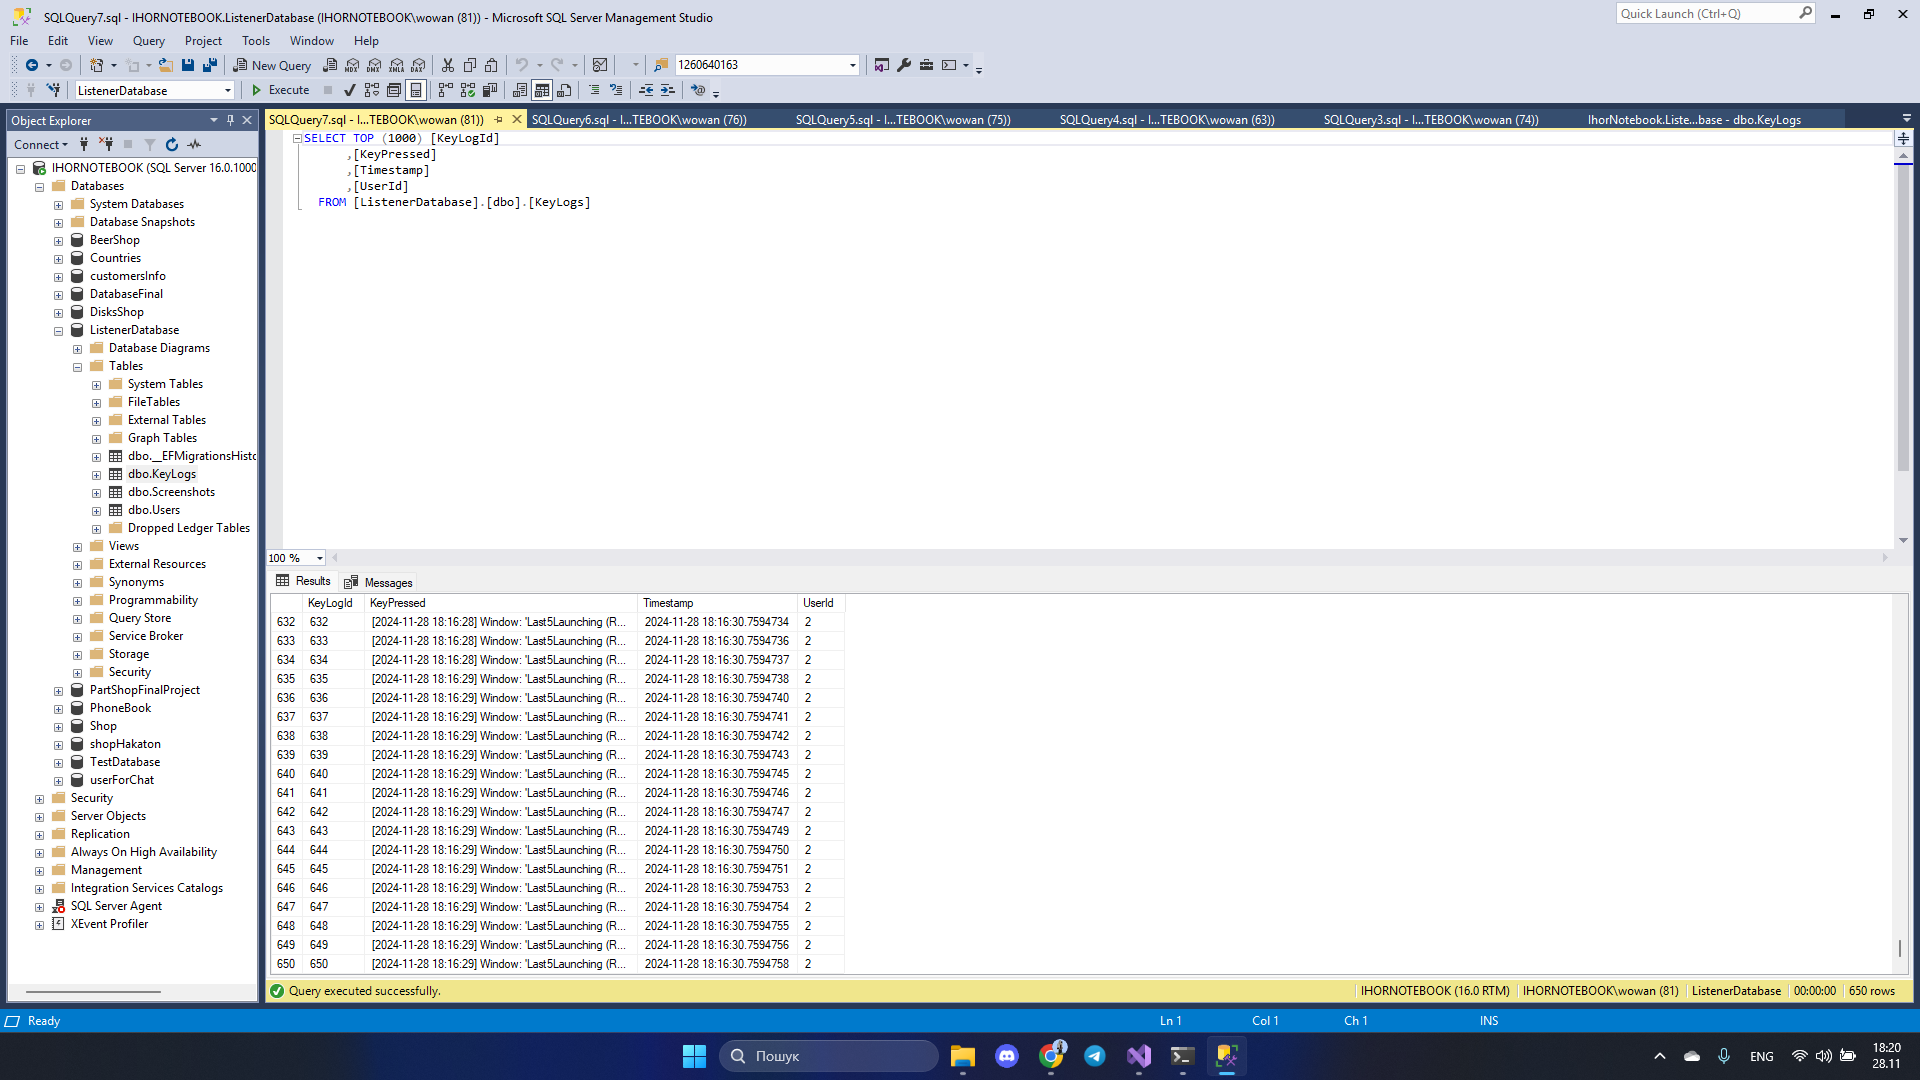 SQLQuery7.sql - IHORNOTEBOOK.ListenerDatabase (IHORNOTEBOOK\wowan (81)) - Microsoft SQL Server Management Studio
Quick Launch (Ctrl+Q)
File Edit View Query Project Tools Window Help
New Query MDX DMX XMLA DAX 1260640163
ListenerDatabase Execute
Object Explorer
Connect
IHORNOTEBOOK (SQL Server 16.0.1000
Databases
System Databases
Database Snapshots
BeerShop
Countries
customersInfo
DatabaseFinal
DisksShop
ListenerDatabase
Database Diagrams
Tables
System Tables
FileTables
External Tables
Graph Tables
dbo.__EFMigrationsHisto
dbo.KeyLogs
dbo.Screenshots
dbo.Users
Dropped Ledger Tables
Views
External Resources
Synonyms
Programmability
Query Store
Service Broker
Storage
Security
PartShopFinalProject
PhoneBook
Shop
shopHakaton
TestDatabase
userForChat
Security
Server Objects
Replication
Always On High Availability
Management
Integration Services Catalogs
SQL Server Agent
XEvent Profiler
SQLQuery7.sql - I...TEBOOK\wowan (81)) SQLQuery6.sql - I...TEBOOK\wowan (76)) SQLQuery5.sql - I...TEBOOK\wowan (75)) SQLQuery4.sql - I...TEBOOK\wowan (63)) SQLQuery3.sql - I...TEBOOK\wowan (74)) IhorNotebook.Liste...base - dbo.KeyLogs
SELECT TOP (1000) [KeyLogId]
,[KeyPressed]
,[Timestamp]
,[UserId]
FROM [ListenerDatabase].[dbo].[KeyLogs]
100 %
Results Messages
KeyLogId KeyPressed Timestamp UserId
632 632 [2024-11-28 18:16:28] Window: 'Last5Launching (R... 2024-11-28 18:16:30.7594734 2
633 633 [2024-11-28 18:16:28] Window: 'Last5Launching (R... 2024-11-28 18:16:30.7594736 2
634 634 [2024-11-28 18:16:28] Window: 'Last5Launching (R... 2024-11-28 18:16:30.7594737 2
635 635 [2024-11-28 18:16:29] Window: 'Last5Launching (R... 2024-11-28 18:16:30.7594738 2
636 636 [2024-11-28 18:16:29] Window: 'Last5Launching (R... 2024-11-28 18:16:30.7594740 2
637 637 [2024-11-28 18:16:29] Window: 'Last5Launching (R... 2024-11-28 18:16:30.7594741 2
638 638 [2024-11-28 18:16:29] Window: 'Last5Launching (R... 2024-11-28 18:16:30.7594742 2
639 639 [2024-11-28 18:16:29] Window: 'Last5Launching (R... 2024-11-28 18:16:30.7594743 2
640 640 [2024-11-28 18:16:29] Window: 'Last5Launching (R... 2024-11-28 18:16:30.7594745 2
641 641 [2024-11-28 18:16:29] Window: 'Last5Launching (R... 2024-11-28 18:16:30.7594746 2
642 642 [2024-11-28 18:16:29] Window: 'Last5Launching (R... 2024-11-28 18:16:30.7594747 2
643 643 [2024-11-28 18:16:29] Window: 'Last5Launching (R... 2024-11-28 18:16:30.7594749 2
644 644 [2024-11-28 18:16:29] Window: 'Last5Launching (R... 2024-11-28 18:16:30.7594750 2
645 645 [2024-11-28 18:16:29] Window: 'Last5Launching (R... 2024-11-28 18:16:30.7594751 2
646 646 [2024-11-28 18:16:29] Window: 'Last5Launching (R... 2024-11-28 18:16:30.7594753 2
647 647 [2024-11-28 18:16:29] Window: 'Last5Launching (R... 2024-11-28 18:16:30.7594754 2
648 648 [2024-11-28 18:16:29] Window: 'Last5Launching (R... 2024-11-28 18:16:30.7594755 2
649 649 [2024-11-28 18:16:29] Window: 'Last5Launching (R... 2024-11-28 18:16:30.7594756 2
650 650 [2024-11-28 18:16:29] Window: 'Last5Launching (R... 2024-11-28 18:16:30.7594758 2
Query executed successfully. IHORNOTEBOOK (16.0 RTM) IHORNOTEBOOK\wowan (81) ListenerDatabase 00:00:00 650 rows
Ready Ln 1 Col 1 Ch 1 INS
Пошук ENG 18:20
28.11